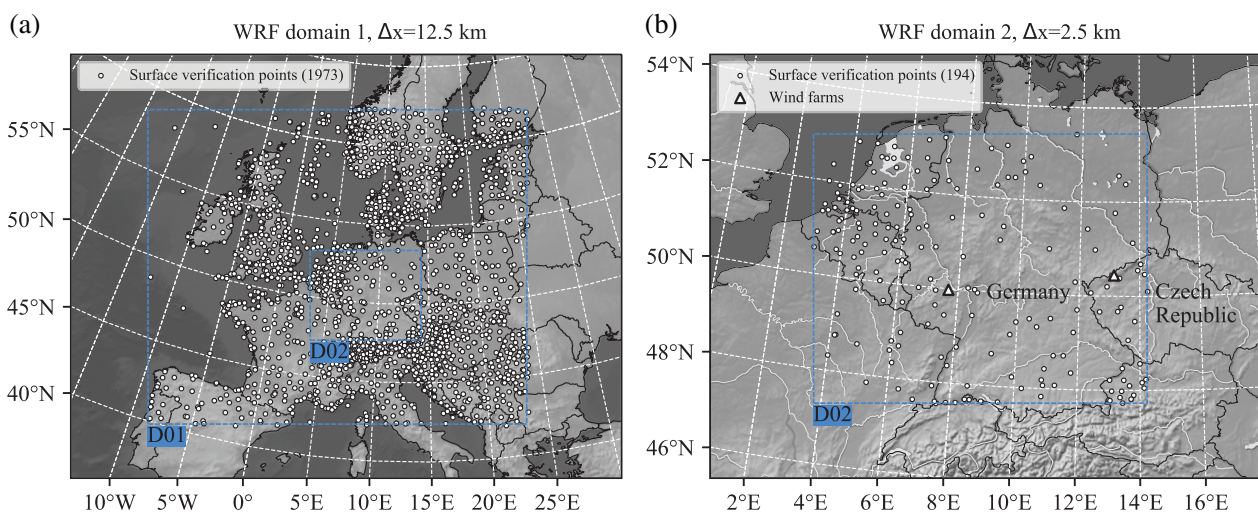 (a)
WRF domain 1, Δx=12.5 km
Surface verification points (1973)
55°N
50°N
45°N
40°N
D02
D01
10°W
5°W
0°
5°E
10°E
15°E
20°E
25°E
(b)
WRF domain 2, Δx=2.5 km
Surface verification points (194)
Wind farms
54°N
52°N
50°N
48°N
46°N
Germany
Czech
Republic
D02
2°E
4°E
6°E
8°E
10°E
12°E
14°E
16°E